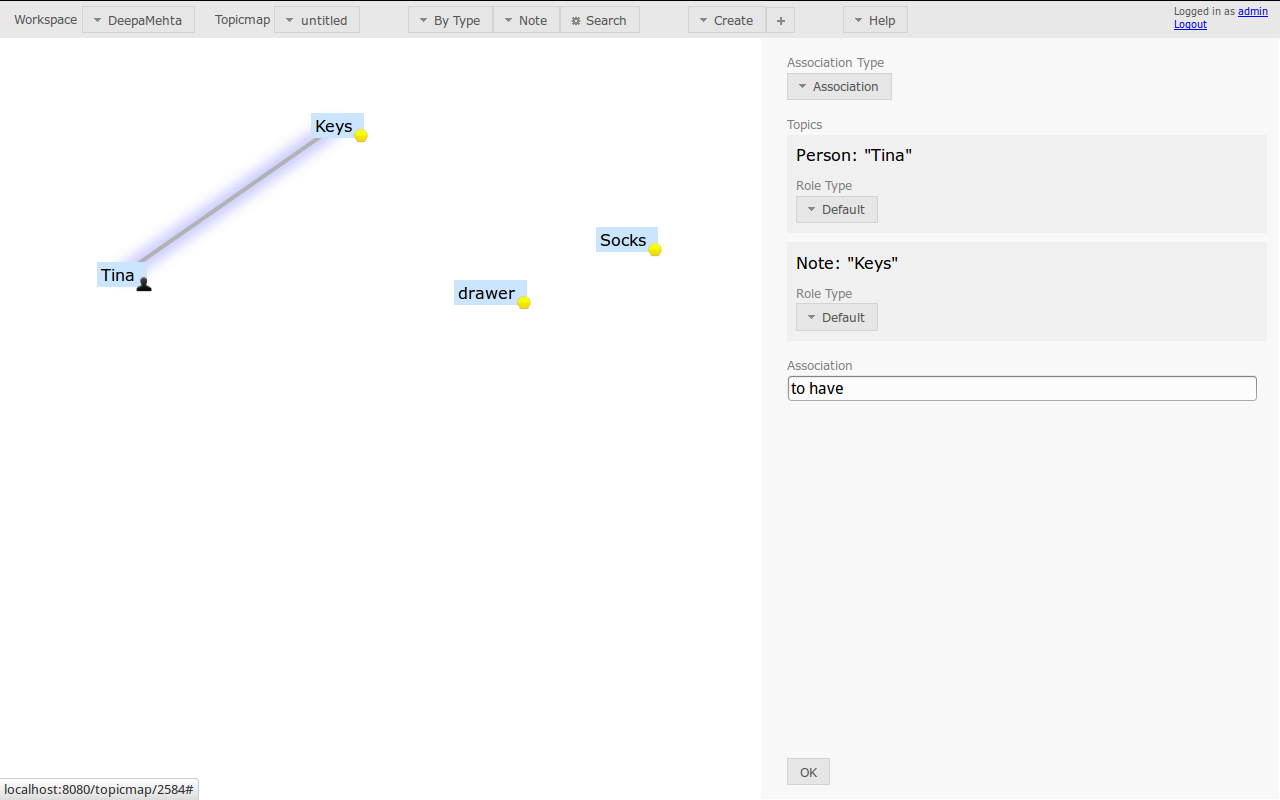 Workspace DeepaMehta Topicmap untitled By Type Note Search Create + Help
Logged in as admin
Logout
Keys
Tina
Socks
drawer
Association Type
Association
Topics
Person: "Tina"
Role Type
Default
Note: "Keys"
Role Type
Default
Association
to have
OK
localhost:8080/topicmap/2584#